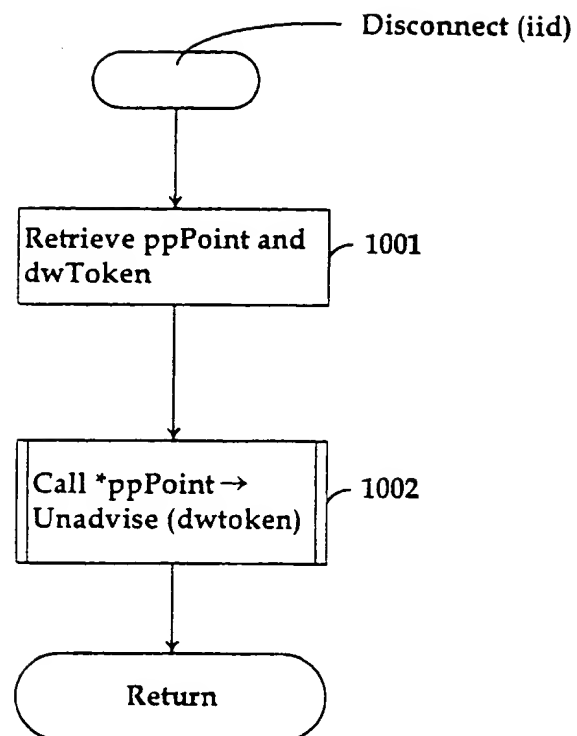 Disconnect (iid)
Retrieve ppPoint and
dwToken
1001
Call *ppPoint →
Unadvise (dwtoken)
1002
Return